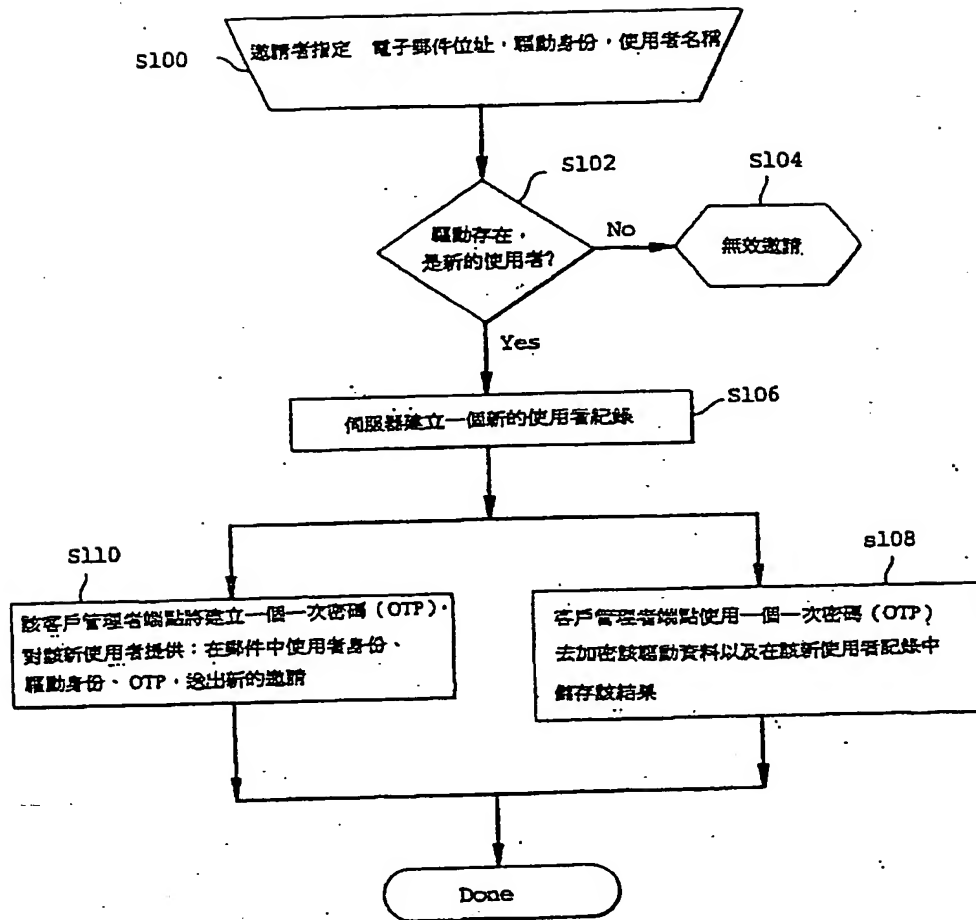 S100
邀請者指定 電子郵件位址,驅動身份,使用者名稱
S102
驅動存在,
是新的使用者?
No
S104
無效邀請
Yes
伺服器建立一個新的使用者紀錄
S106
S110
該客戶管理者端點將建立一個一次密碼(OTP),
對該新使用者提供:在郵件中使用者身份、
驅動身份、OTP,送出新的邀請
s108
客戶管理者端點使用一個一次密碼(OTP)
去加密該驅動資料以及在該新使用者記錄中
儲存該結果
Done